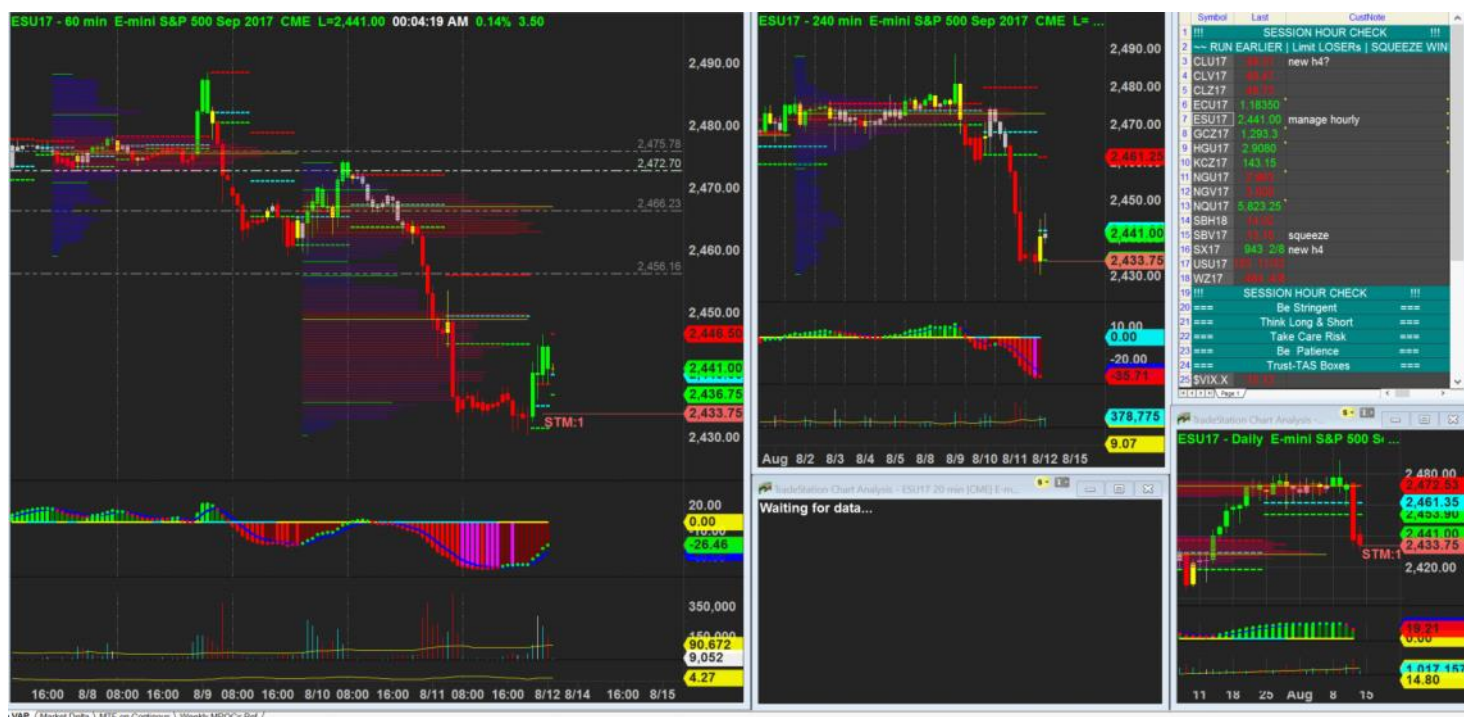 ESU17 - 60 min E-mini S&P 500 Sep 2017 CME L=2,441.00 00:04:19 AM 0.14% 3.50
2,490.00
2,480.00
2,475.78
2,472.70
2,470.00
2,466.23
2,460.00
2,456.16
2,450.00
2,446.50
2,441.00
2,436.75
2,433.75
STM:1
2,430.00
20.00
0.00
-26.46
350,000
150,000
90,672
9,052
4.27
16:00 8/8 08:00 16:00 8/9 08:00 16:00 8/10 08:00 16:00 8/11 08:00 16:00 8/12 8/14 16:00 8/15
ESU17 - 240 min E-mini S&P 500 Sep 2017 CME L= ...
2,490.00
2,480.00
2,470.00
2,461.25
2,450.00
2,441.00
2,433.75
2,430.00
10.00
0.00
-20.00
-35.71
378,775
9.07
Aug 8/2 8/3 8/4 8/5 8/8 8/9 8/10 8/11 8/12 8/15
TradeStation Chart Analysis - ESU17 20 min [CME] E-m...
Waiting for data...
Symbol Last CustNote
1 !!! SESSION HOUR CHECK !!!
2 ~~ RUN EARLIER | Limit LOSERs | SQUEEZE WIN
3 CLU17 new h4?
4 CLV17
5 CLZ17
6 ECU17 1.18350
7 ESU17 2,441.00 manage hourly
8 GCZ17 1,293.3
9 HGU17 2.9080
10 KCZ17 143.15
11 NGU17
12 NGV17
13 NQU17 5,823.25
14 SBH18
15 SBV17 squeeze
16 SX17 943 2/8 new h4
17 USU17
18 WZ17
19 !!! SESSION HOUR CHECK !!!
20 === Be Stringent ===
21 === Think Long & Short ===
22 === Take Care Risk ===
23 === Be Patience ===
24 === Trust-TAS Boxes ===
25 $VIX.X
Page 1
TradeStation Chart Analysis - ...
ESU17 - Daily E-mini S&P 500 S ...
2,480.00
2,472.53
2,461.35
2,453.90
2,441.00
2,433.75
STM:1
2,420.00
19.21
0.00
1,017,157
14.80
11 18 25 Aug 8 15